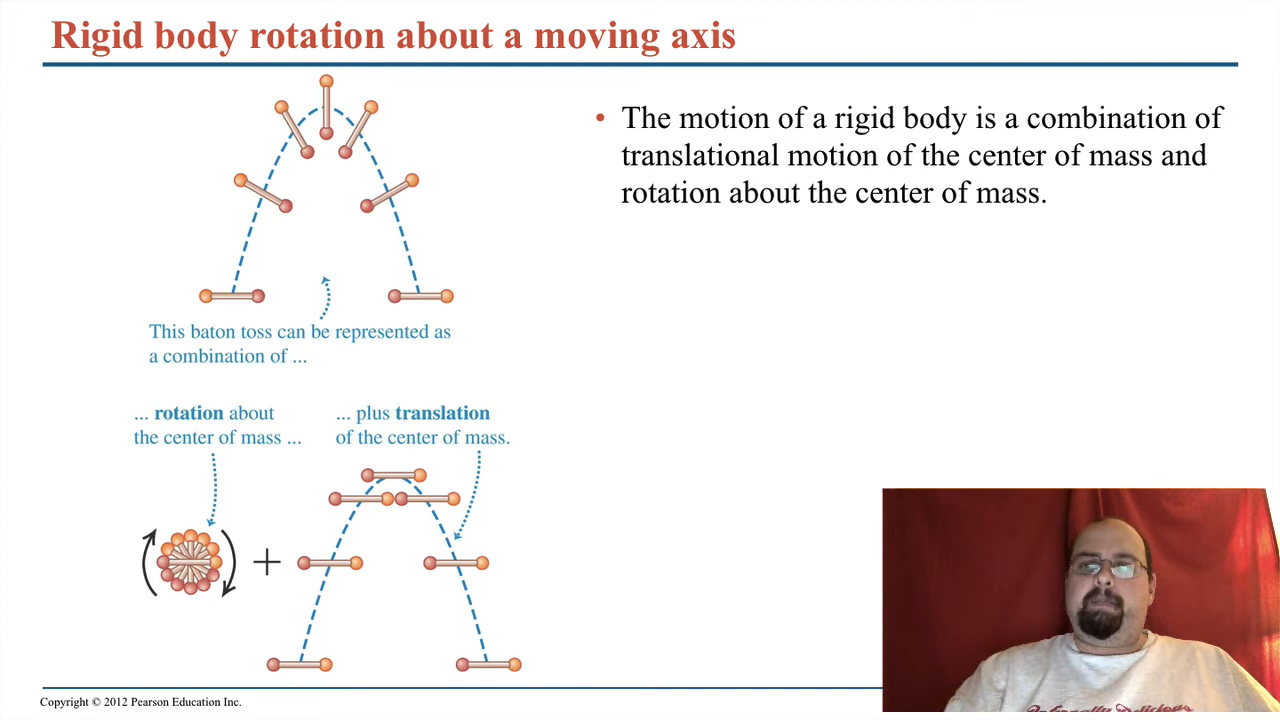 Rigid body rotation about a moving axis
• The motion of a rigid body is a combination of
translational motion of the center of mass and
rotation about the center of mass.
This baton toss can be represented as
a combination of ...
... rotation about
the center of mass ...
... plus translation
of the center of mass.
+
Copyright © 2012 Pearson Education Inc.